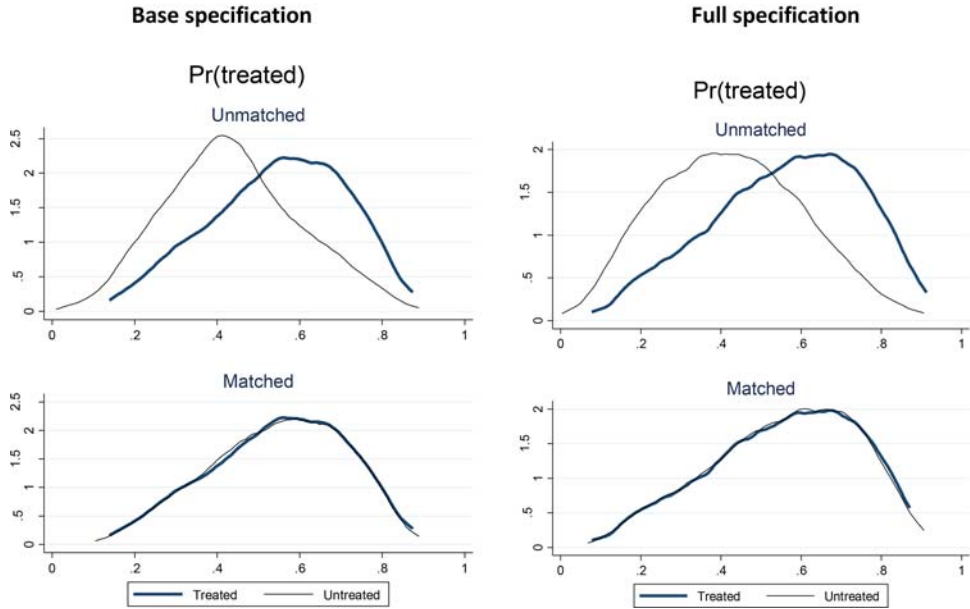 Base specification
Pr(treated)
Unmatched
2.5
2
1.5
1
.5
0
0 .2 .4 .6 .8 1
Matched
2.5
2
1.5
1
.5
0
0 .2 .4 .6 .8 1
Treated Untreated
Full specification
Pr(treated)
Unmatched
2
1.5
1
.5
0
0 .2 .4 .6 .8 1
Matched
2
1.5
1
.5
0
0 .2 .4 .6 .8 1
Treated Untreated